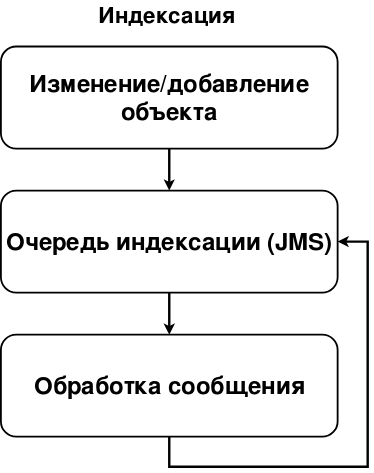 Индексация
Изменение/добавление
объекта
Очередь индексации (JMS)
Обработка сообщения